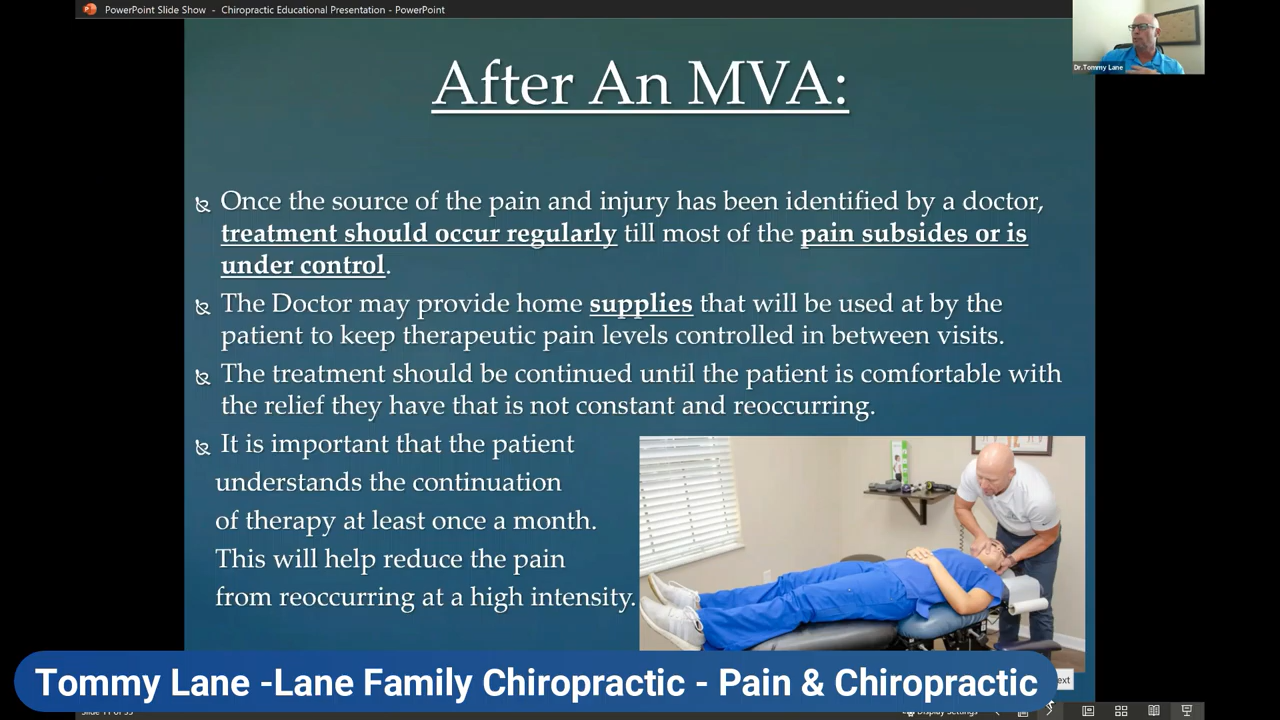 PowerPoint Slide Show - Chiropractic Educational Presentation - PowerPoint
Dr.Tommy Lane
After An MVA:
Once the source of the pain and injury has been identified by a doctor,
treatment should occur regularly till most of the pain subsides or is
under control.
The Doctor may provide home supplies that will be used at by the
patient to keep therapeutic pain levels controlled in between visits.
The treatment should be continued until the patient is comfortable with
the relief they have that is not constant and reoccurring.
It is important that the patient
understands the continuation
of therapy at least once a month.
This will help reduce the pain
from reoccurring at a high intensity.
Tommy Lane -Lane Family Chiropractic - Pain & Chiropractic
Display Settings